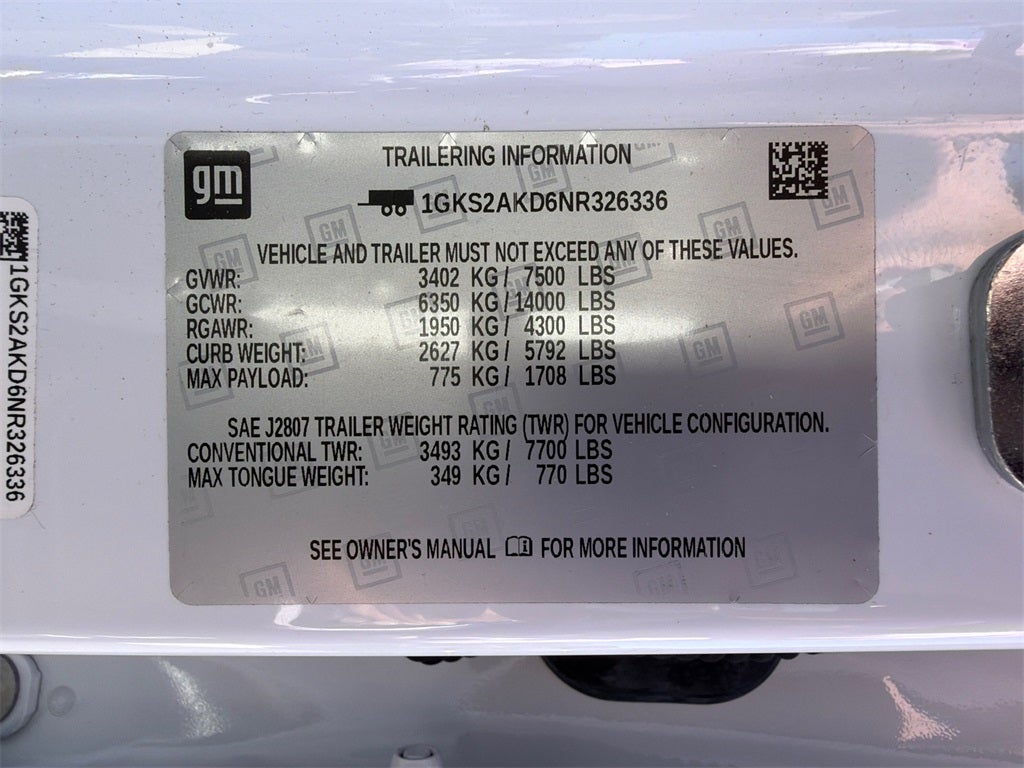 gm
TRAILERING INFORMATION
1GKS2AKD6NR326336
VEHICLE AND TRAILER MUST NOT EXCEED ANY OF THESE VALUES.
GVWR: 3402 KG / 7500 LBS
GCWR: 6350 KG / 14000 LBS
RGAWR: 1950 KG / 4300 LBS
CURB WEIGHT: 2627 KG / 5792 LBS
MAX PAYLOAD: 775 KG / 1708 LBS
SAE J2807 TRAILER WEIGHT RATING (TWR) FOR VEHICLE CONFIGURATION.
CONVENTIONAL TWR: 3493 KG / 7700 LBS
MAX TONGUE WEIGHT: 349 KG / 770 LBS
SEE OWNER'S MANUAL FOR MORE INFORMATION
1GKS2AKD6NR326336